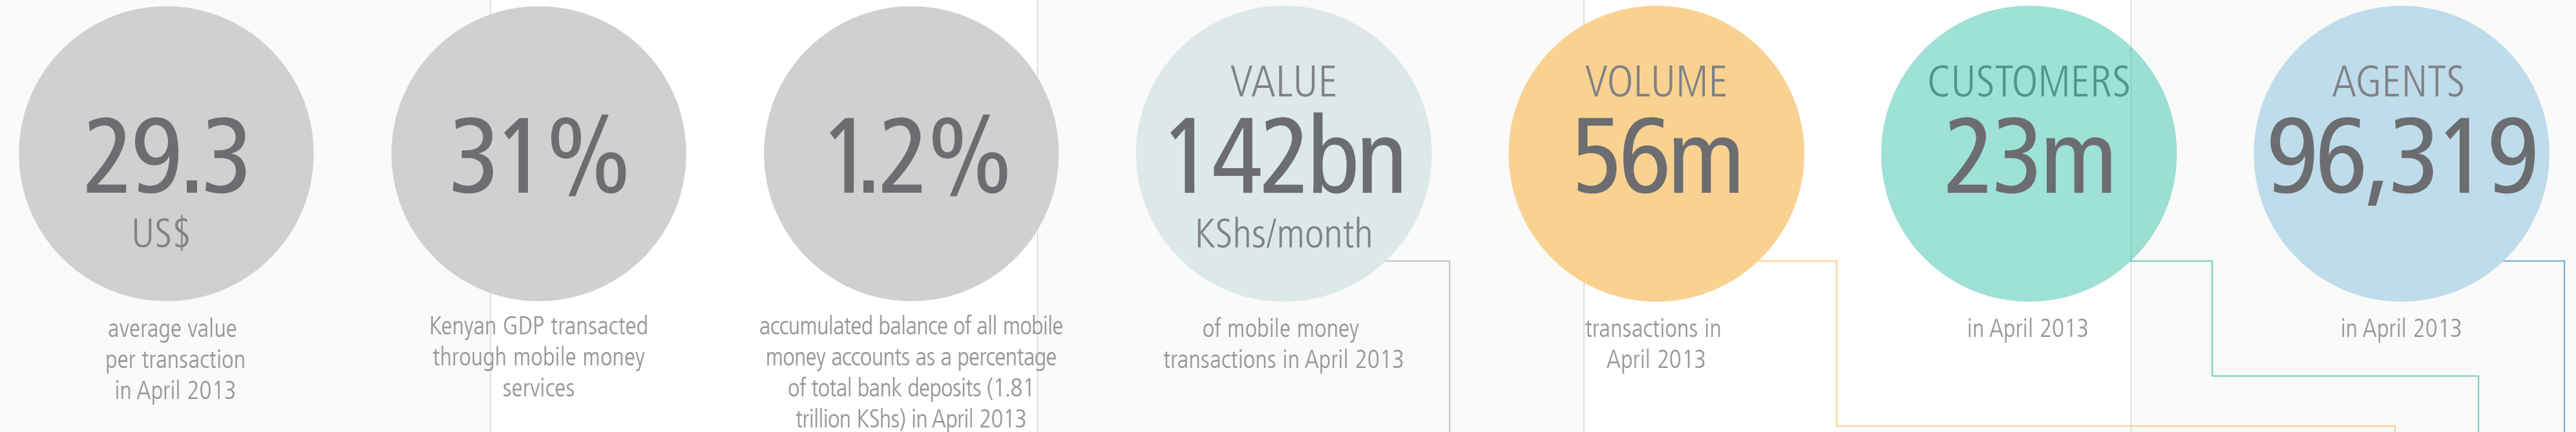 29.3
US$
average value
per transaction
in April 2013
31%
Kenyan GDP transacted
through mobile money
services
1.2%
accumulated balance of all mobile
money accounts as a percentage
of total bank deposits (1.81
trillion KShs) in April 2013
VALUE
142bn
KShs/month
of mobile money
transactions in April 2013
VOLUME
56m
transactions in
April 2013
CUSTOMERS
23m
in April 2013
AGENTS
96,319
in April 2013